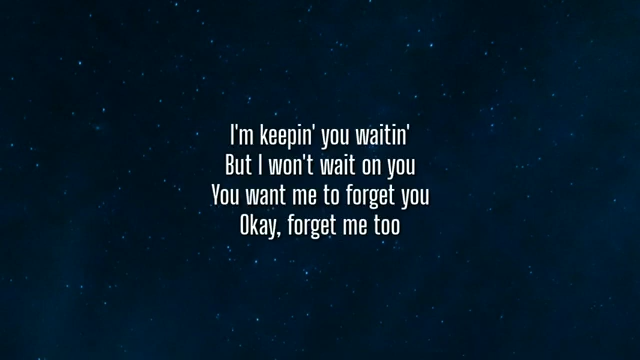 I'm keepin' you waitin'
But I won't wait on you
You want me to forget you
Okay, forget me too